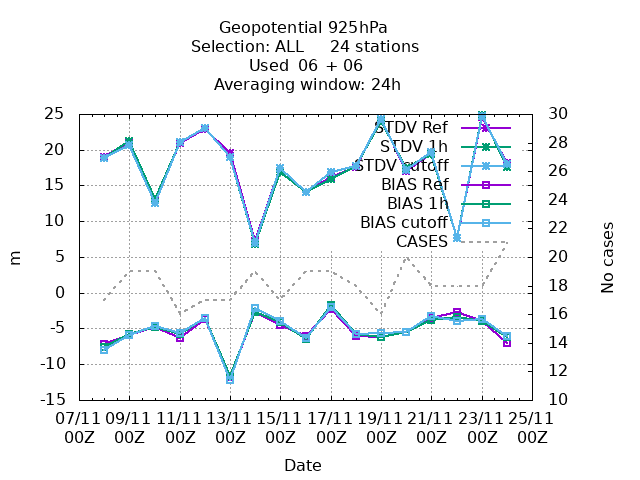 Geopotential 925hPa
Selection: ALL 24 stations
Used 06 + 06
Averaging window: 24h
25 30
20 28
15 26
10 24
5 22
0 20
-5 18
-10 16
-15 14
12
10
STDV Ref
STDV 1h
STDV cutoff
BIAS Ref
BIAS 1h
BIAS cutoff
CASES
m
No cases
07/11 09/11 11/11 13/11 15/11 17/11 19/11 21/11 23/11 25/11
00Z 00Z 00Z 00Z 00Z 00Z 00Z 00Z 00Z 00Z
Date